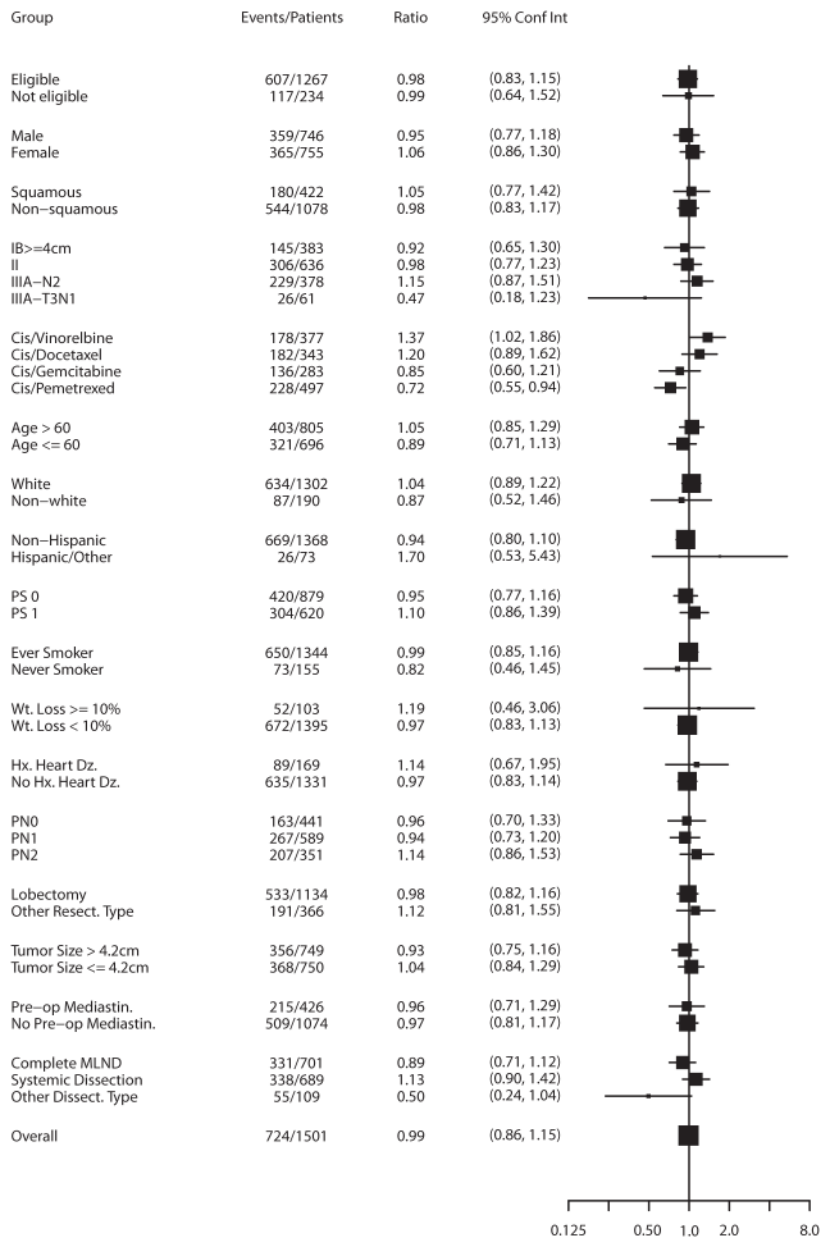 Group Events/Patients Ratio 95% Conf Int
Eligible 607/1267 0.98 (0.83, 1.15)
Not eligible 117/234 0.99 (0.64, 1.52)
Male 359/746 0.95 (0.77, 1.18)
Female 365/755 1.06 (0.86, 1.30)
Squamous 180/422 1.05 (0.77, 1.42)
Non−squamous 544/1078 0.98 (0.83, 1.17)
IB>=4cm 145/383 0.92 (0.65, 1.30)
II 306/636 0.98 (0.77, 1.23)
IIIA−N2 229/378 1.15 (0.87, 1.51)
IIIA−T3N1 26/61 0.47 (0.18, 1.23)
Cis/Vinorelbine 178/377 1.37 (1.02, 1.86)
Cis/Docetaxel 182/343 1.20 (0.89, 1.62)
Cis/Gemcitabine 136/283 0.85 (0.60, 1.21)
Cis/Pemetrexed 228/497 0.72 (0.55, 0.94)
Age > 60 403/805 1.05 (0.85, 1.29)
Age <= 60 321/696 0.89 (0.71, 1.13)
White 634/1302 1.04 (0.89, 1.22)
Non−white 87/190 0.87 (0.52, 1.46)
Non−Hispanic 669/1368 0.94 (0.80, 1.10)
Hispanic/Other 26/73 1.70 (0.53, 5.43)
PS 0 420/879 0.95 (0.77, 1.16)
PS 1 304/620 1.10 (0.86, 1.39)
Ever Smoker 650/1344 0.99 (0.85, 1.16)
Never Smoker 73/155 0.82 (0.46, 1.45)
Wt. Loss >= 10% 52/103 1.19 (0.46, 3.06)
Wt. Loss < 10% 672/1395 0.97 (0.83, 1.13)
Hx. Heart Dz. 89/169 1.14 (0.67, 1.95)
No Hx. Heart Dz. 635/1331 0.97 (0.83, 1.14)
PN0 163/441 0.96 (0.70, 1.33)
PN1 267/589 0.94 (0.73, 1.20)
PN2 207/351 1.14 (0.86, 1.53)
Lobectomy 533/1134 0.98 (0.82, 1.16)
Other Resect. Type 191/366 1.12 (0.81, 1.55)
Tumor Size > 4.2cm 356/749 0.93 (0.75, 1.16)
Tumor Size <= 4.2cm 368/750 1.04 (0.84, 1.29)
Pre−op Mediastin. 215/426 0.96 (0.71, 1.29)
No Pre−op Mediastin. 509/1074 0.97 (0.81, 1.17)
Complete MLND 331/701 0.89 (0.71, 1.12)
Systemic Dissection 338/689 1.13 (0.90, 1.42)
Other Dissect. Type 55/109 0.50 (0.24, 1.04)
Overall 724/1501 0.99 (0.86, 1.15)
0.125 0.50 1.0 2.0 8.0